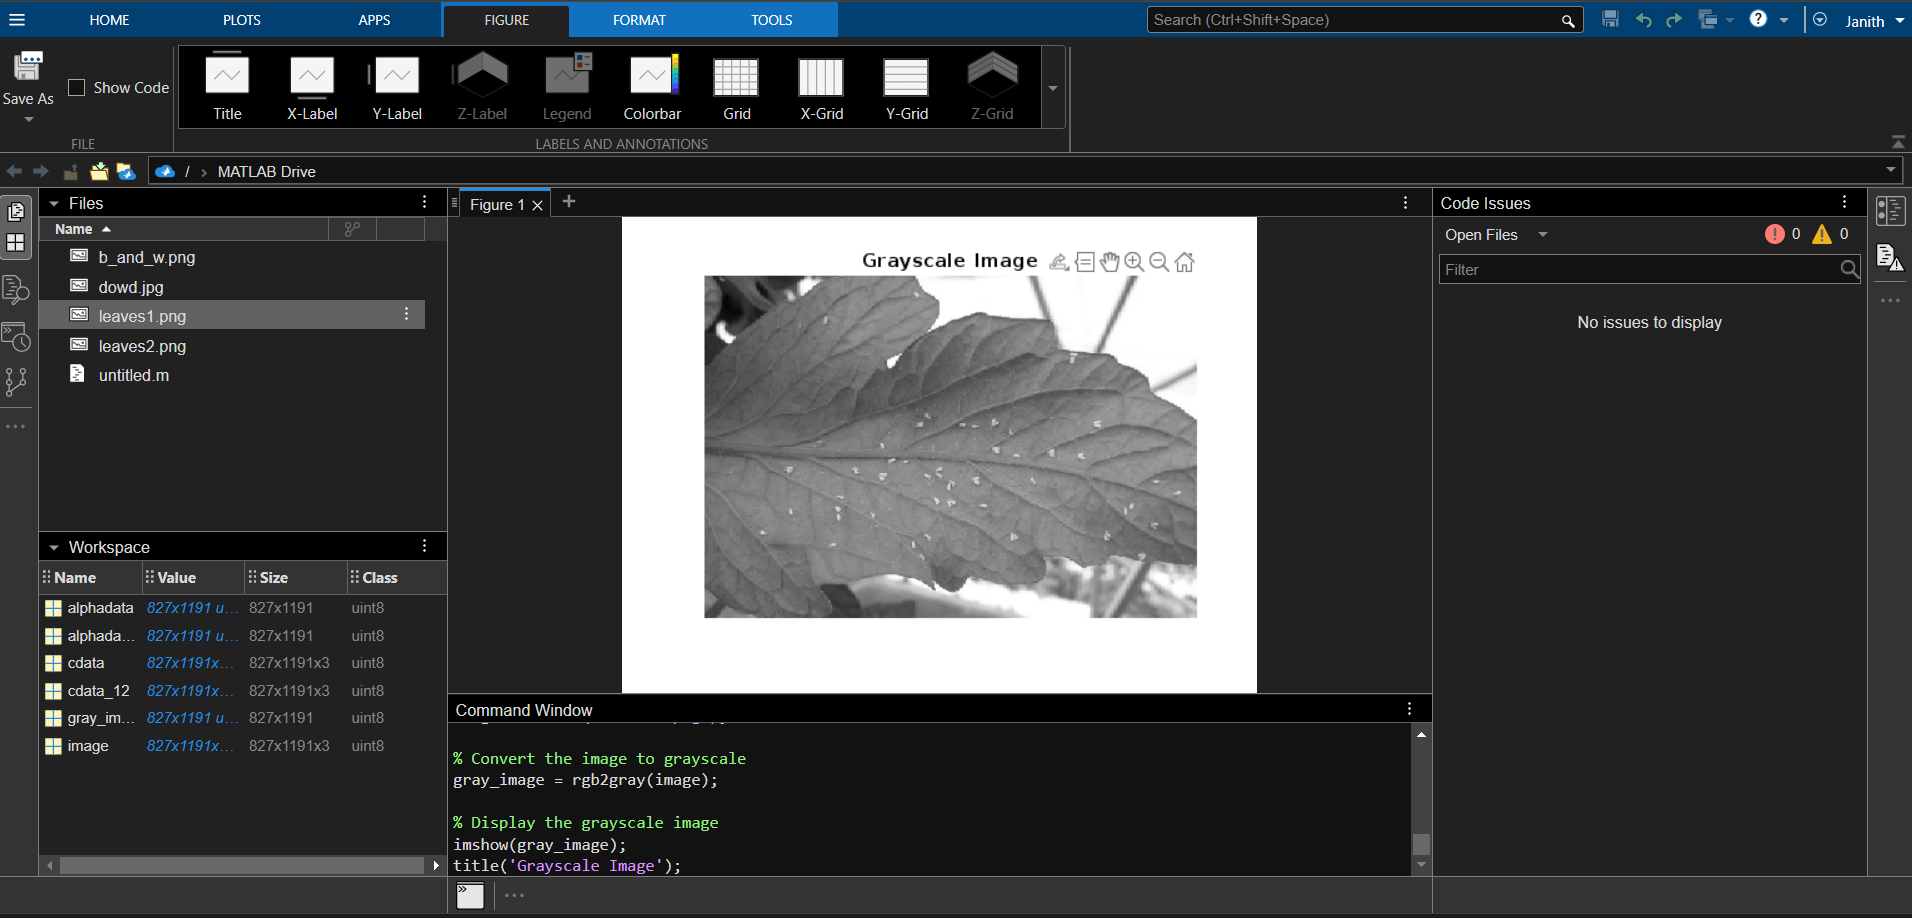 HOME PLOTS APPS FIGURE FORMAT TOOLS Search (Ctrl+Shift+Space) Janith
Save As
Show Code
Title X-Label Y-Label Z-Label Legend Colorbar Grid X-Grid Y-Grid Z-Grid
FILE LABELS AND ANNOTATIONS
/ > MATLAB Drive
Files
Name
b_and_w.png
dowd.jpg
leaves1.png
leaves2.png
untitled.m
Workspace
Name Value Size Class
alphadata 827x1191 u... 827x1191 uint8
alphada... 827x1191 u... 827x1191 uint8
cdata 827x1191x... 827x1191x3 uint8
cdata_12 827x1191x... 827x1191x3 uint8
gray_im... 827x1191 u... 827x1191 uint8
image 827x1191x... 827x1191x3 uint8
Figure 1
Grayscale Image
Command Window
% Convert the image to grayscale
gray_image = rgb2gray(image);
% Display the grayscale image
imshow(gray_image);
title('Grayscale Image');
Code Issues
Open Files 0 0
Filter
No issues to display